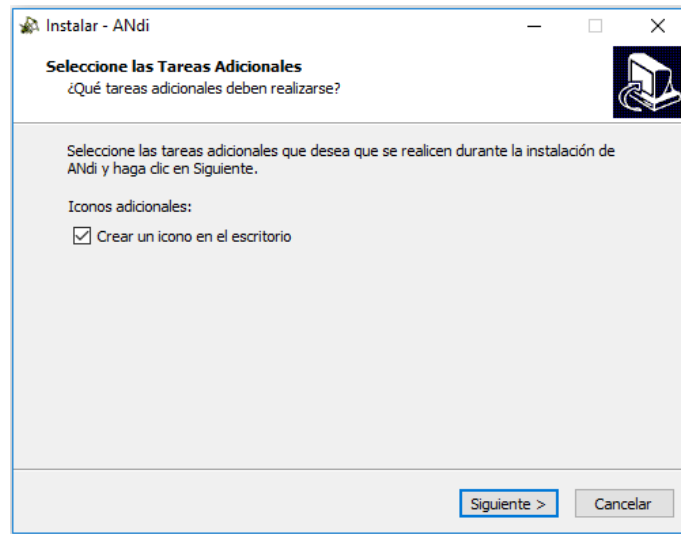 Instalar - ANdi
Seleccione las Tareas Adicionales
¿Qué tareas adicionales deben realizarse?
Seleccione las tareas adicionales que desea que se realicen durante la instalación de
ANdi y haga clic en Siguiente.
Iconos adicionales:
Crear un icono en el escritorio
Siguiente >
Cancelar